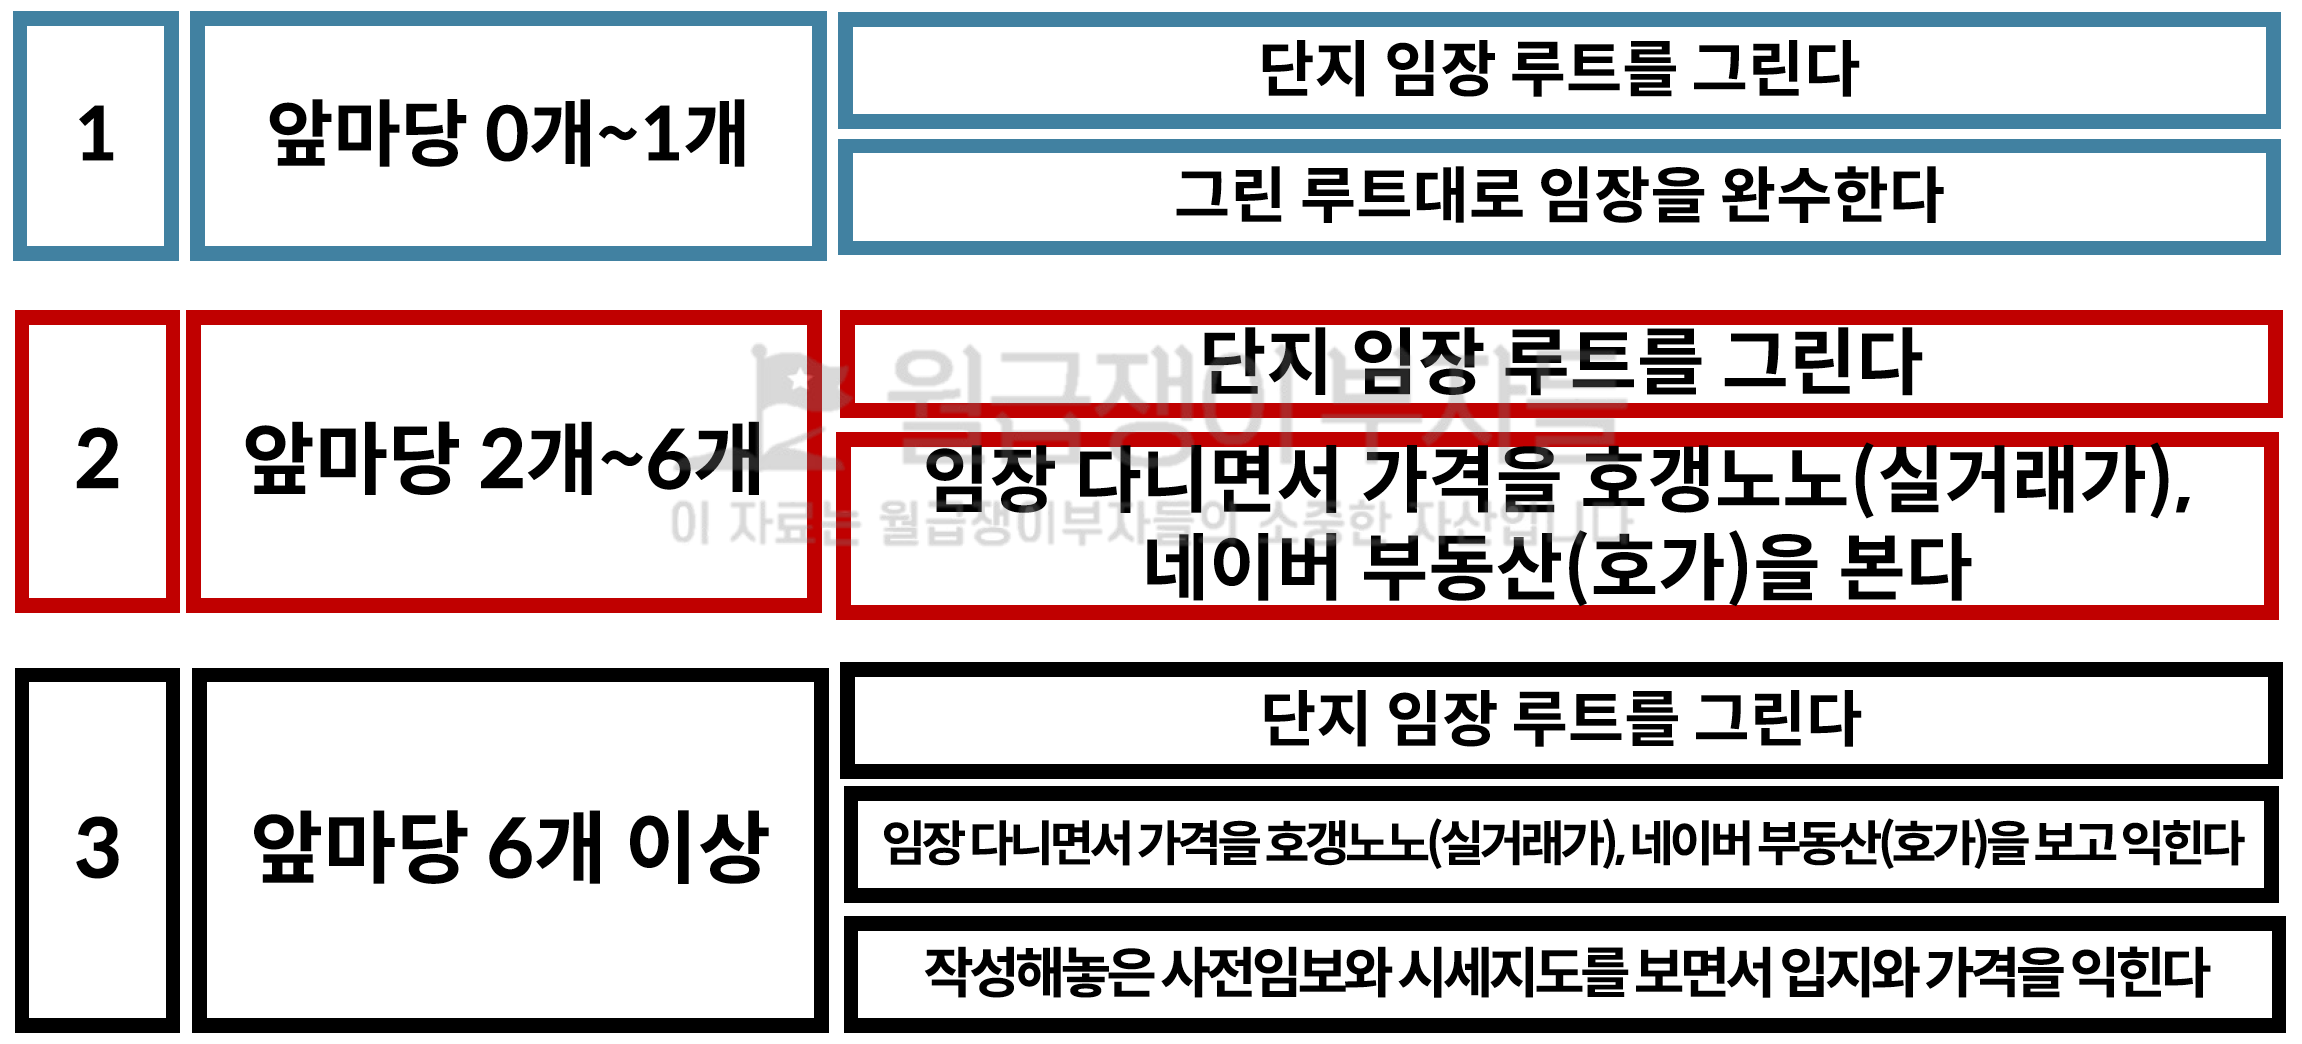 1
앞마당 0개~1개
단지 임장 루트를 그린다
그린 루트대로 임장을 완수한다
2
앞마당 2개~6개
단지 임장 루트를 그린다
임장 다니면서 가격을 호갱노노(실거래가),
네이버 부동산(호가)을 본다
월급쟁이부자들
이 자료는 월급쟁이부자들의 소중한 자산입니다
3
앞마당 6개 이상
단지 임장 루트를 그린다
임장 다니면서 가격을 호갱노노(실거래가), 네이버 부동산(호가)을 보고 익힌다
작성해놓은 사전임보와 시세지도를 보면서 입지와 가격을 익힌다